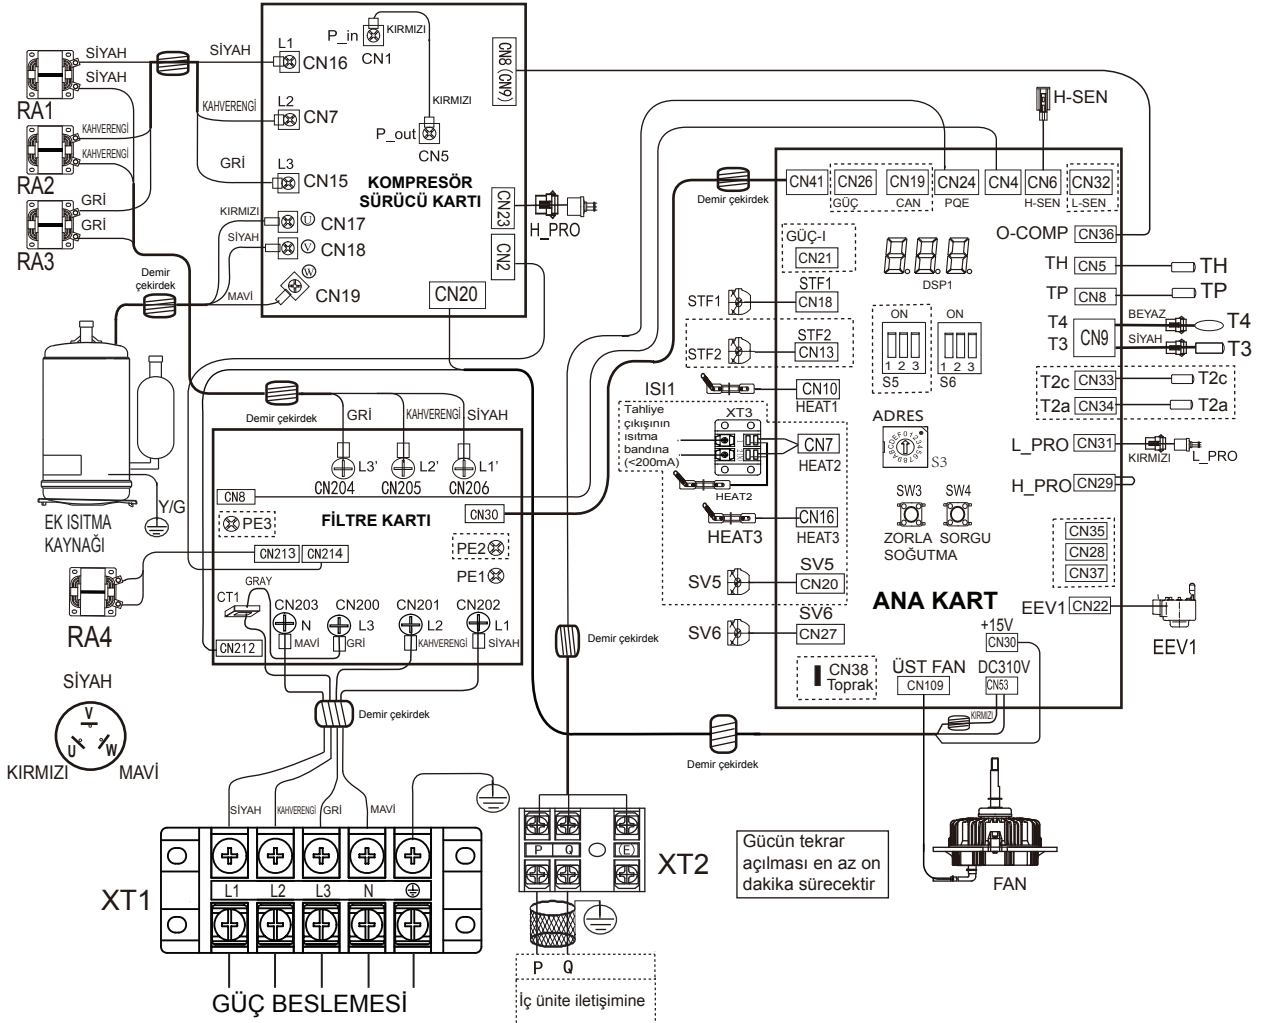 SİYAH
SİYAH
RA1
KAHVERENGİ
KAHVERENGİ
RA2
GRİ
GRİ
RA3
SİYAH
KAHVERENGİ
GRİ
L1
CN16
L2
CN7
L3
CN15
KIRMIZI
U
CN17
SİYAH
V
CN18
MAVİ
W
CN19
Demir
çekirdek
P_in
CN1
KIRMIZI
KIRMIZI
P_out
CN5
KOMPRESÖR
SÜRÜCÜ KARTI
CN8 (CN9)
CN23
H_PRO
CN2
CN20
Demir çekirdek
GRİ
KAHVERENGİ
SİYAH
L3'
L2'
L1'
CN204
CN205
CN206
CN8
CN30
FİLTRE KARTI
PE3
PE2
PE1
CN213
CN214
GRAY
CT1
CN203
CN200
CN201
CN202
N
L3
L2
L1
MAVİ
GRİ
KAHVERENGİ
SİYAH
CN212
Y/G
EK ISITMA
KAYNAĞI
RA4
SİYAH
V
U
W
KIRMIZI
MAVİ
Demir çekirdek
SİYAH
KAHVERENGİ
GRİ
MAVİ
XT1
L1
L2
L3
N
GÜÇ BESLEMESİ
Demir çekirdek
P
Q
(E)
XT2
P
Q
İç ünite iletişimine
Demir çekirdek
Demir çekirdek
Gücün tekrar
açılması en az on
dakika sürecektir
FAN
H-SEN
CN41
CN26
CN19
CN24
CN4
CN6
CN32
GÜÇ
CAN
PQE
H-SEN
L-SEN
GÜÇ-I
CN21
DSP1
O-COMP
CN36
TH
CN5
TH
TP
CN8
TP
T4
T3
CN9
BEYAZ
T4
SİYAH
T3
T2c
CN33
T2c
T2a
CN34
T2a
L_PRO
CN31
KIRMIZI
L_PRO
H_PRO
CN29
CN35
CN28
CN37
EEV1
CN22
EEV1
STF1
STF1
CN18
STF2
STF2
CN13
ON
1 2 3
S5
ON
1 2 3
S6
CN10
HEAT1
ISI1
Tahliye
çıkışının
ısıtma
bandına
(<200mA)
XT3
CN7
HEAT2
HEAT2
CN16
HEAT3
HEAT3
ADRES
S3
SW3
SW4
ZORLA
SOĞUTMA
SORGU
SV5
SV5
CN20
SV6
SV6
CN27
ANA KART
+15V
CN30
CN38
Toprak
ÜST FAN
CN109
DC310V
CN53
KIRMIZI